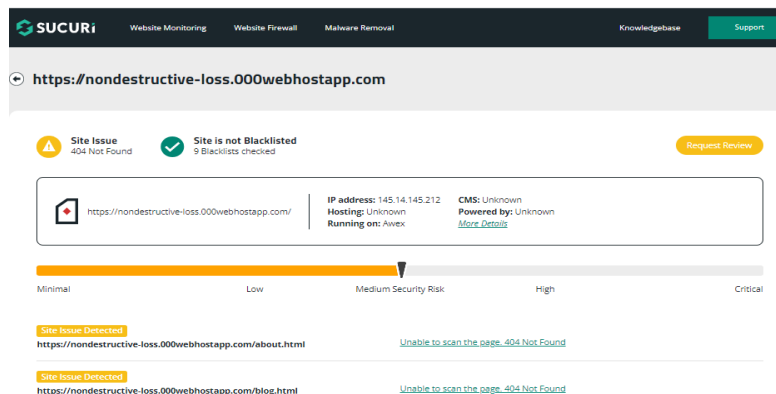 SUCURi Website Monitoring Website Firewall Malware Removal Knowledgebase Support
https://nondestructive-loss.000webhostapp.com
Site Issue
404 Not Found
Site is not Blacklisted
9 Blacklists checked
Request Review
https://nondestructive-loss.000webhostapp.com/
IP address: 145.14.145.212
Hosting: Unknown
Running on: Awex
CMS: Unknown
Powered by: Unknown
More Details
Minimal Low Medium Security Risk High Critical
Site Issue Detected
https://nondestructive-loss.000webhostapp.com/about.html Unable to scan the page. 404 Not Found
Site Issue Detected
https://nondestructive-loss.000webhostapp.com/blog.html Unable to scan the page. 404 Not Found